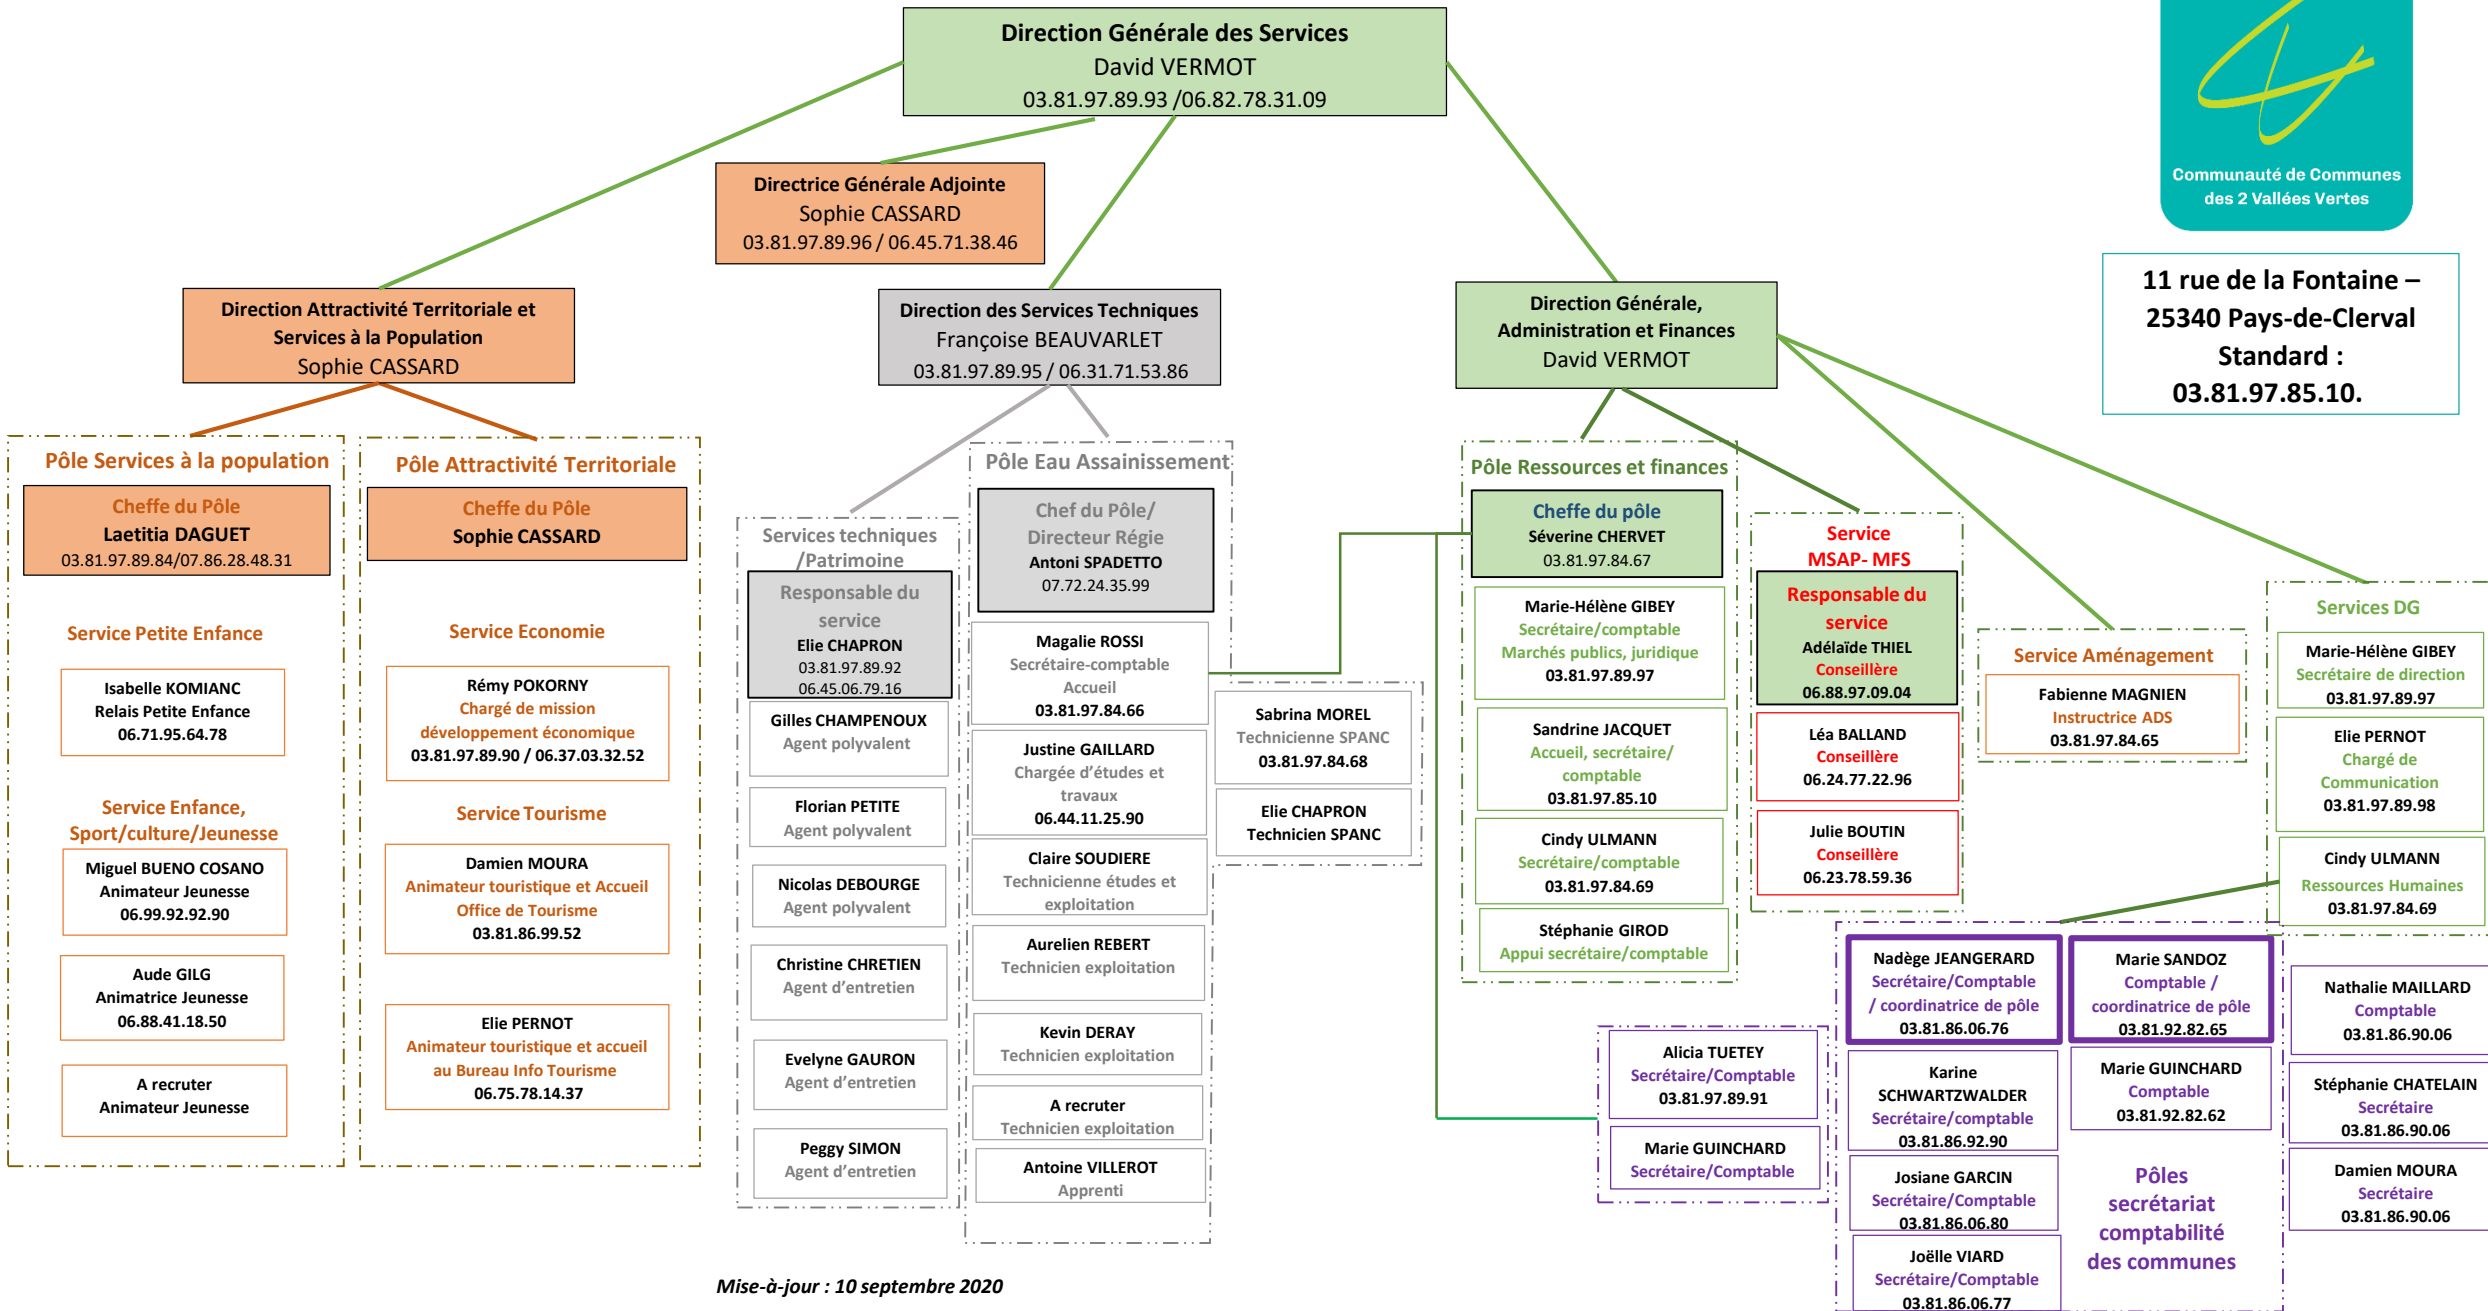 Direction Générale des Services
David VERMOT
03.81.97.89.93 /06.82.78.31.09
Communauté de Communes
des 2 Vallées Vertes
11 rue de la Fontaine –
25340 Pays-de-Clerval
Standard :
03.81.97.85.10.
Directrice Générale Adjointe
Sophie CASSARD
03.81.97.89.96 / 06.45.71.38.46
Direction Attractivité Territoriale et
Services à la Population
Sophie CASSARD
Direction des Services Techniques
Françoise BEAUVARLET
03.81.97.89.95 / 06.31.71.53.86
Direction Générale,
Administration et Finances
David VERMOT
Pôle Services à la population
Cheffe du Pôle
Laetitia DAGUET
03.81.97.89.84/07.86.28.48.31
Service Petite Enfance
Isabelle KOMIANC
Relais Petite Enfance
06.71.95.64.78
Service Enfance,
Sport/culture/Jeunesse
Miguel BUENO COSANO
Animateur Jeunesse
06.99.92.92.90
Aude GILG
Animatrice Jeunesse
06.88.41.18.50
A recruter
Animateur Jeunesse
Pôle Attractivité Territoriale
Cheffe du Pôle
Sophie CASSARD
Service Economie
Rémy POKORNY
Chargé de mission
développement économique
03.81.97.89.90 / 06.37.03.32.52
Service Tourisme
Damien MOURA
Animateur touristique et Accueil
Office de Tourisme
03.81.86.99.52
Elie PERNOT
Animateur touristique et accueil
au Bureau Info Tourisme
06.75.78.14.37
Services techniques
/Patrimoine
Responsable du
service
Elie CHAPRON
03.81.97.89.92
06.45.06.79.16
Gilles CHAMPENOUX
Agent polyvalent
Florian PETITE
Agent polyvalent
Nicolas DEBOURGE
Agent polyvalent
Christine CHRETIEN
Agent d'entretien
Evelyne GAURON
Agent d'entretien
Peggy SIMON
Agent d'entretien
Pôle Eau Assainissement
Chef du Pôle/
Directeur Régie
Antoni SPADETTO
07.72.24.35.99
Magalie ROSSI
Secrétaire-comptable
Accueil
03.81.97.84.66
Justine GAILLARD
Chargée d'études et
travaux
06.44.11.25.90
Claire SOUDIERE
Technicienne études et
exploitation
Aurelien REBERT
Technicien exploitation
Kevin DERAY
Technicien exploitation
A recruter
Technicien exploitation
Antoine VILLEROT
Apprenti
Sabrina MOREL
Technicienne SPANC
03.81.97.84.68
Elie CHAPRON
Technicien SPANC
Pôle Ressources et finances
Cheffe du pôle
Séverine CHERVET
03.81.97.84.67
Marie-Hélène GIBEY
Secrétaire/comptable
Marchés publics, juridique
03.81.97.89.97
Sandrine JACQUET
Accueil, secrétaire/
comptable
03.81.97.85.10
Cindy ULMANN
Secrétaire/comptable
03.81.97.84.69
Stéphanie GIROD
Appui secrétaire/comptable
Service
MSAP- MFS
Responsable du
service
Adélaïde THIEL
Conseillère
06.88.97.09.04
Léa BALLAND
Conseillère
06.24.77.22.96
Julie BOUTIN
Conseillère
06.23.78.59.36
Service Aménagement
Fabienne MAGNIEN
Instructrice ADS
03.81.97.84.65
Services DG
Marie-Hélène GIBEY
Secrétaire de direction
03.81.97.89.97
Elie PERNOT
Chargé de
Communication
03.81.97.89.98
Cindy ULMANN
Ressources Humaines
03.81.97.84.69
Alicia TUETEY
Secrétaire/Comptable
03.81.97.89.91
Marie GUINCHARD
Secrétaire/Comptable
Nadège JEANGERARD
Secrétaire/Comptable
/ coordinatrice de pôle
03.81.86.06.76
Karine
SCHWARTZWALDER
Secrétaire/comptable
03.81.86.92.90
Josiane GARCIN
Secrétaire/Comptable
03.81.86.06.80
Joëlle VIARD
Secrétaire/Comptable
03.81.86.06.77
Marie SANDOZ
Comptable /
coordinatrice de pôle
03.81.92.82.65
Marie GUINCHARD
Comptable
03.81.92.82.62
Pôles
secrétariat
comptabilité
des communes
Nathalie MAILLARD
Comptable
03.81.86.90.06
Stéphanie CHATELAIN
Secrétaire
03.81.86.90.06
Damien MOURA
Secrétaire
03.81.86.90.06
Mise-à-jour : 10 septembre 2020